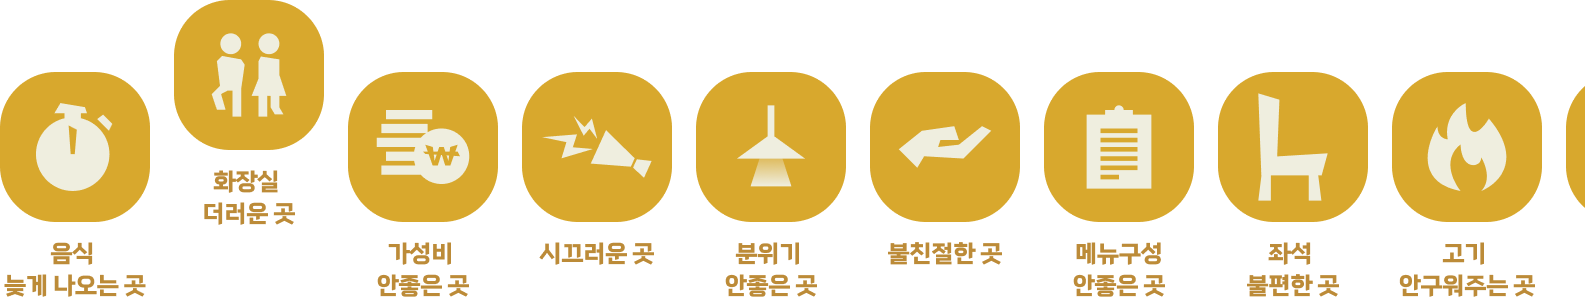 음식
늦게 나오는 곳
화장실
더러운 곳
가성비
안좋은 곳
시끄러운 곳
분위기
안좋은 곳
불친절한 곳
메뉴구성
안좋은 곳
좌석
불편한 곳
고기
안구워주는 곳